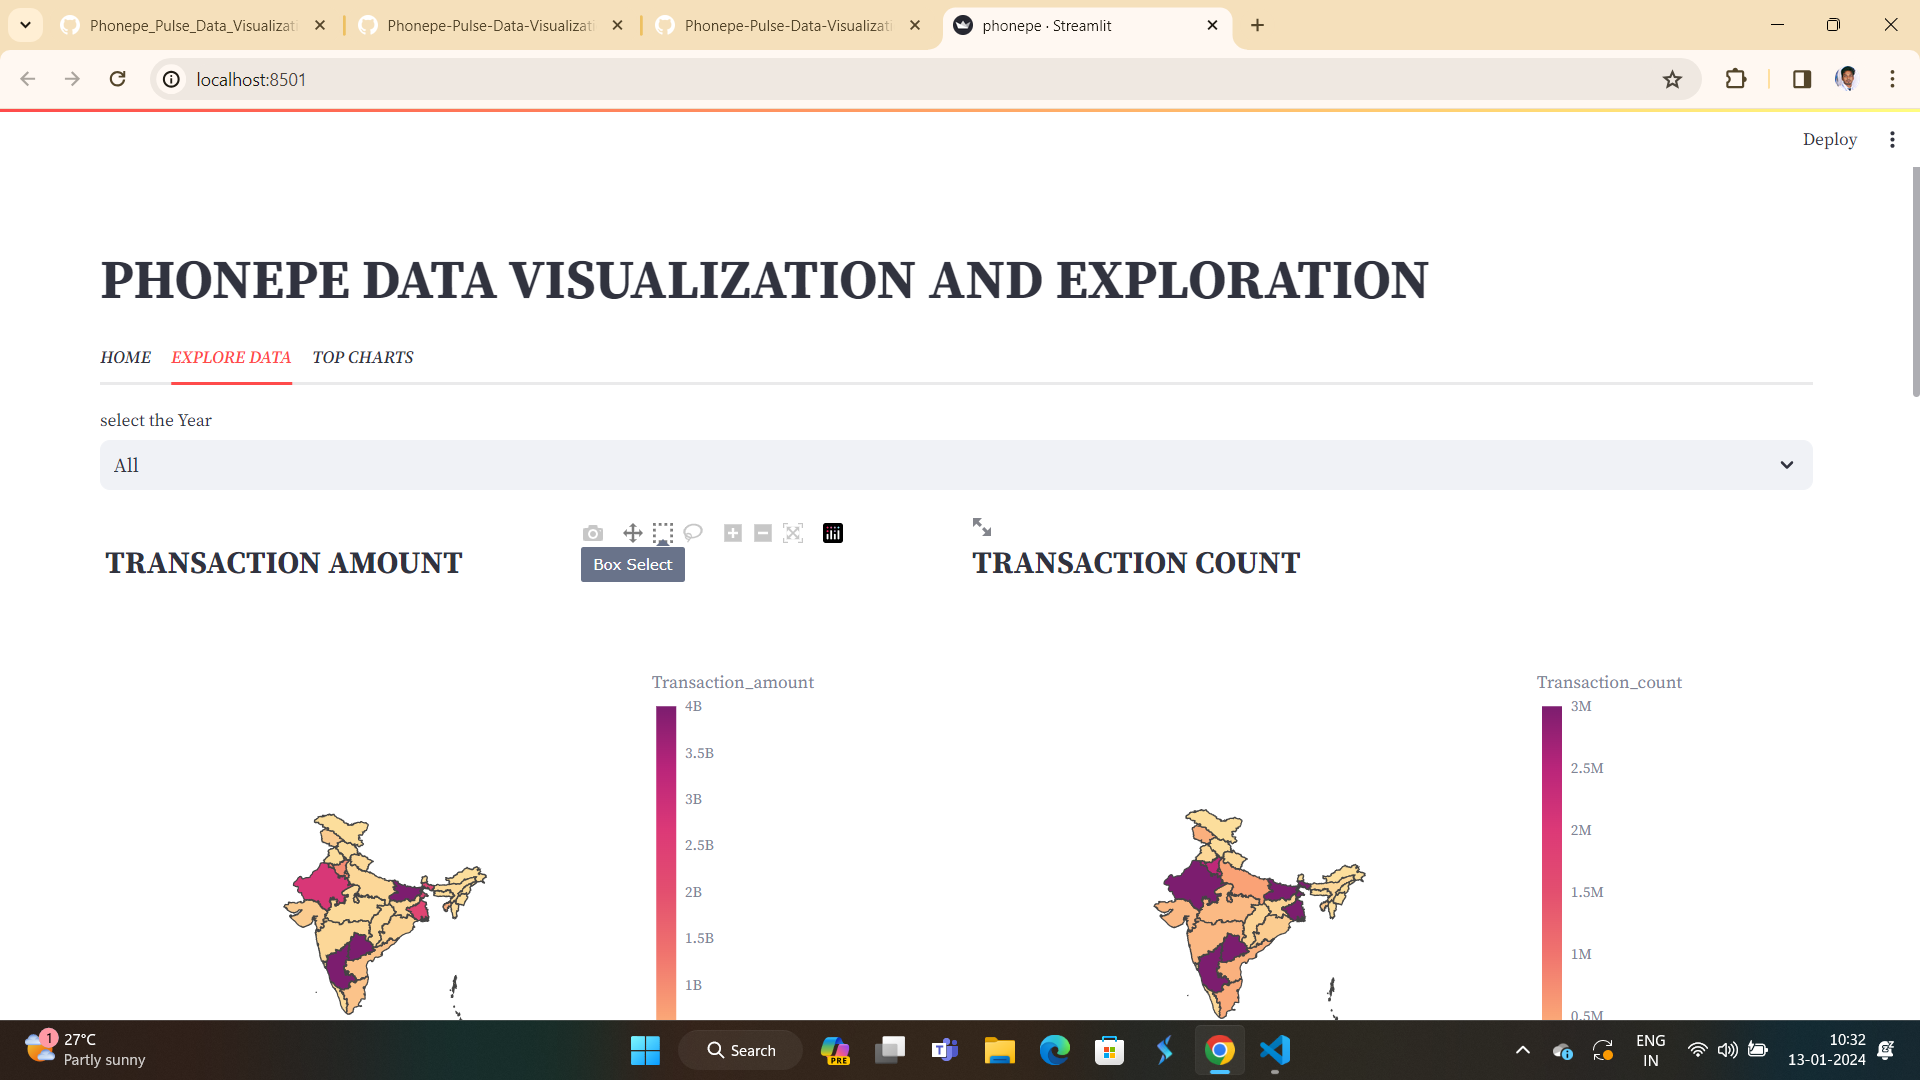 Phonepe_Pulse_Data_Visualizati
Phonepe-Pulse-Data-Visualizati
Phonepe-Pulse-Data-Visualizati
phonepe · Streamlit
localhost:8501
Deploy
PHONEPE DATA VISUALIZATION AND EXPLORATION
HOME
EXPLORE DATA
TOP CHARTS
select the Year
All
TRANSACTION AMOUNT
Box Select
Transaction_amount
4B
3.5B
3B
2.5B
2B
1.5B
1B
TRANSACTION COUNT
Transaction_count
3M
2.5M
2M
1.5M
1M
0.5M
1
27°C
Partly sunny
Search
PRE
ENG
IN
10:32
13-01-2024